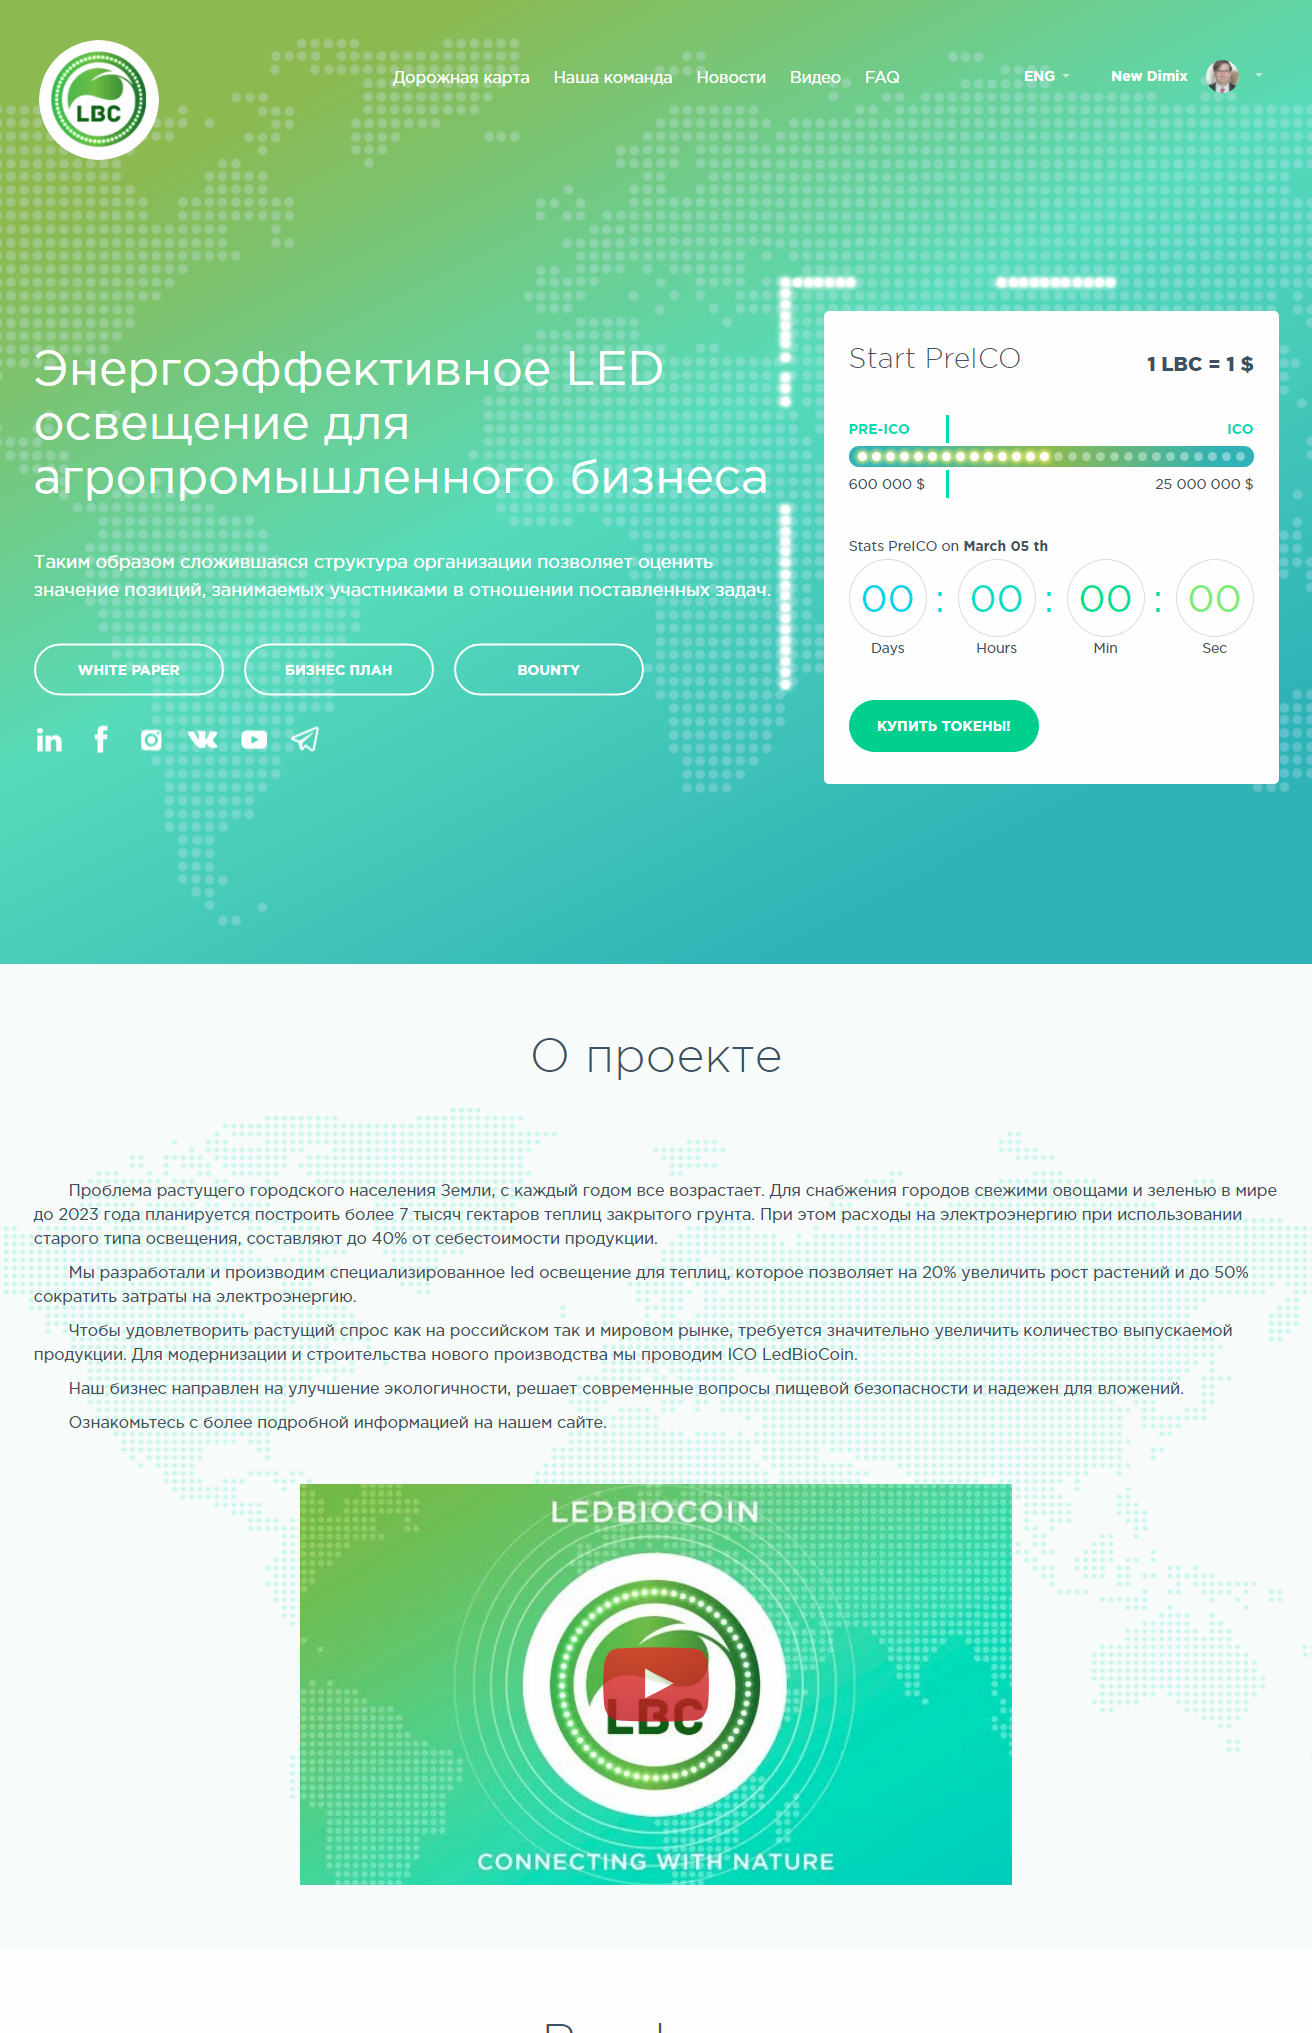 LBC
Дорожная карта Наша команда Новости Видео FAQ
ENG
New Dimix
Энергоэффективное LED
освещение для
агропромышленного бизнеса
Таким образом сложившаяся структура организации позволяет оценить
значение позиций, занимаемых участниками в отношении поставленных задач.
WHITE PAPER
БИЗНЕС ПЛАН
BOUNTY
Start PreICO
1 LBC = 1 $
PRE-ICO
ICO
600 000 $
25 000 000 $
Stats PreICO on March 05 th
00 : 00 : 00 : 00
Days Hours Min Sec
КУПИТЬ ТОКЕНЫ!
О проекте
Проблема растущего городского населения Земли, с каждый годом все возрастает. Для снабжения городов свежими овощами и зеленью в мире
до 2023 года планируется построить более 7 тысяч гектаров теплиц закрытого грунта. При этом расходы на электроэнергию при использовании
старого типа освещения, составляют до 40% от себестоимости продукции.
Мы разработали и производим специализированное led освещение для теплиц, которое позволяет на 20% увеличить рост растений и до 50%
сократить затраты на электроэнергию.
Чтобы удовлетворить растущий спрос как на российском так и мировом рынке, требуется значительно увеличить количество выпускаемой
продукции. Для модернизации и строительства нового производства мы проводим ICO LedBioCoin.
Наш бизнес направлен на улучшение экологичности, решает современные вопросы пищевой безопасности и надежен для вложений.
Ознакомьтесь с более подробной информацией на нашем сайте.
LEDBIOCOIN
LBC
CONNECTING WITH NATURE